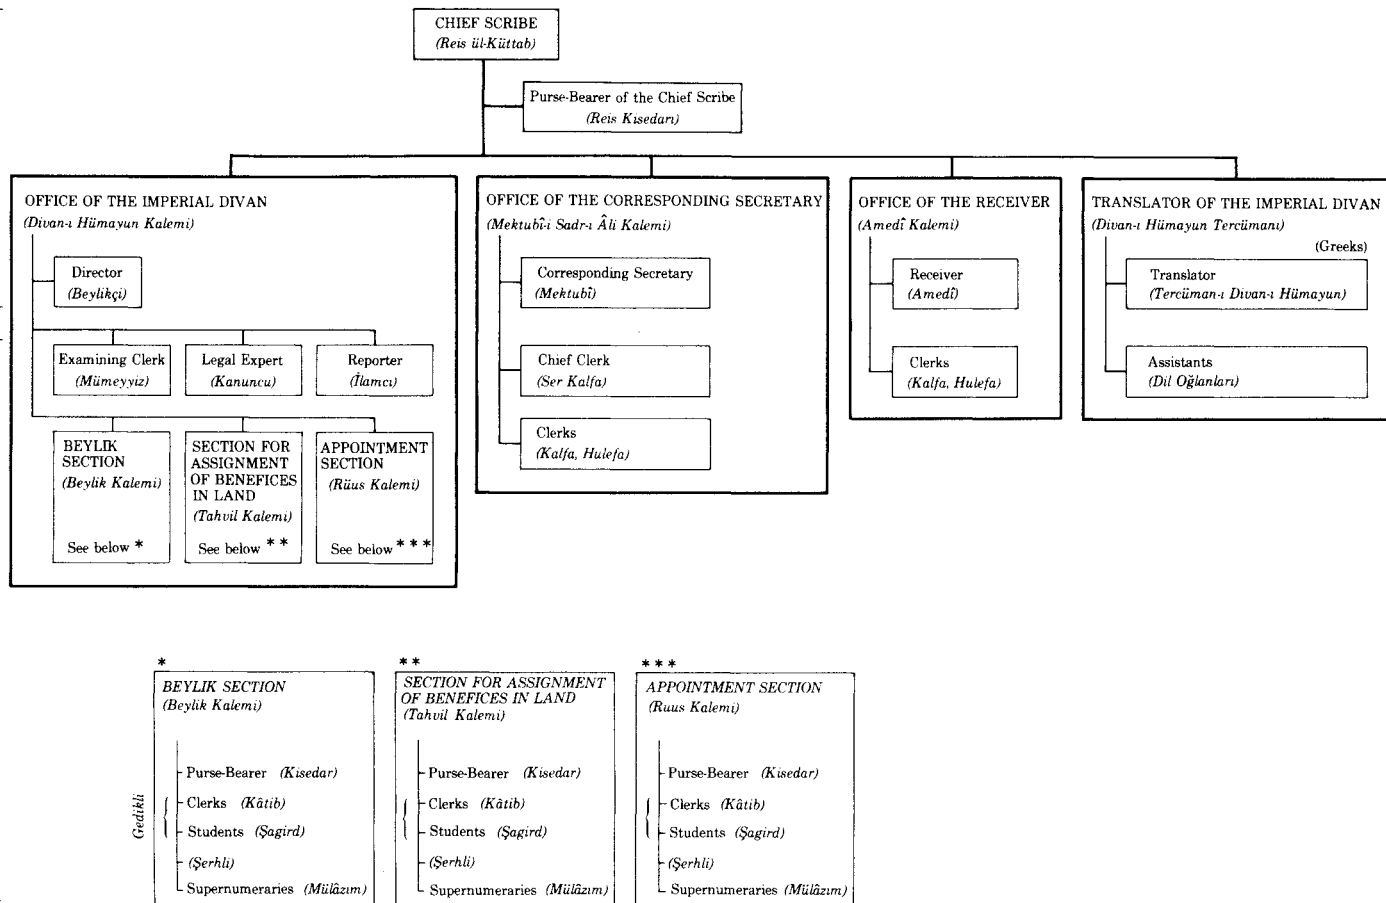 CHIEF SCRIBE
(Reis ül-Küttab)
Purse-Bearer of the Chief Scribe
(Reis Kisedarı)
OFFICE OF THE IMPERIAL DIVAN
(Divan-ı Hümayun Kalemi)
Director
(Beylikçi)
Examining Clerk
(Mümeyyiz)
Legal Expert
(Kanuncu)
Reporter
(İlamcı)
BEYLIK
SECTION
(Beylik Kalemi)
See below *
SECTION FOR
ASSIGNMENT
OF BENEFICES
IN LAND
(Tahvil Kalemi)
See below * *
APPOINTMENT
SECTION
(Rüus Kalemi)
See below * * *
OFFICE OF THE CORRESPONDING SECRETARY
(Mektubî-i Sadr-ı Âli Kalemi)
Corresponding Secretary
(Mektubî)
Chief Clerk
(Ser Kalfa)
Clerks
(Kalfa, Hulefa)
OFFICE OF THE RECEIVER
(Amedî Kalemi)
Receiver
(Amedî)
Clerks
(Kalfa, Hulefa)
TRANSLATOR OF THE IMPERIAL DIVAN
(Divan-ı Hümayun Tercümanı)
(Greeks)
Translator
(Tercüman-ı Divan-ı Hümayun)
Assistants
(Dil Oğlanları)
*
BEYLIK SECTION
(Beylik Kalemi)
Gedikli
Purse-Bearer (Kisedar)
Clerks (Kâtib)
Students (Şagird)
(Şerhli)
Supernumeraries (Mülâzım)
* *
SECTION FOR ASSIGNMENT
OF BENEFICES IN LAND
(Tahvil Kalemi)
Purse-Bearer (Kisedar)
Clerks (Kâtib)
Students (Şagird)
(Şerhli)
Supernumeraries (Mülâzım)
* * *
APPOINTMENT SECTION
(Ruus Kalemi)
Purse-Bearer (Kisedar)
Clerks (Kâtib)
Students (Şagird)
(Şerhli)
Supernumeraries (Mülâzım)